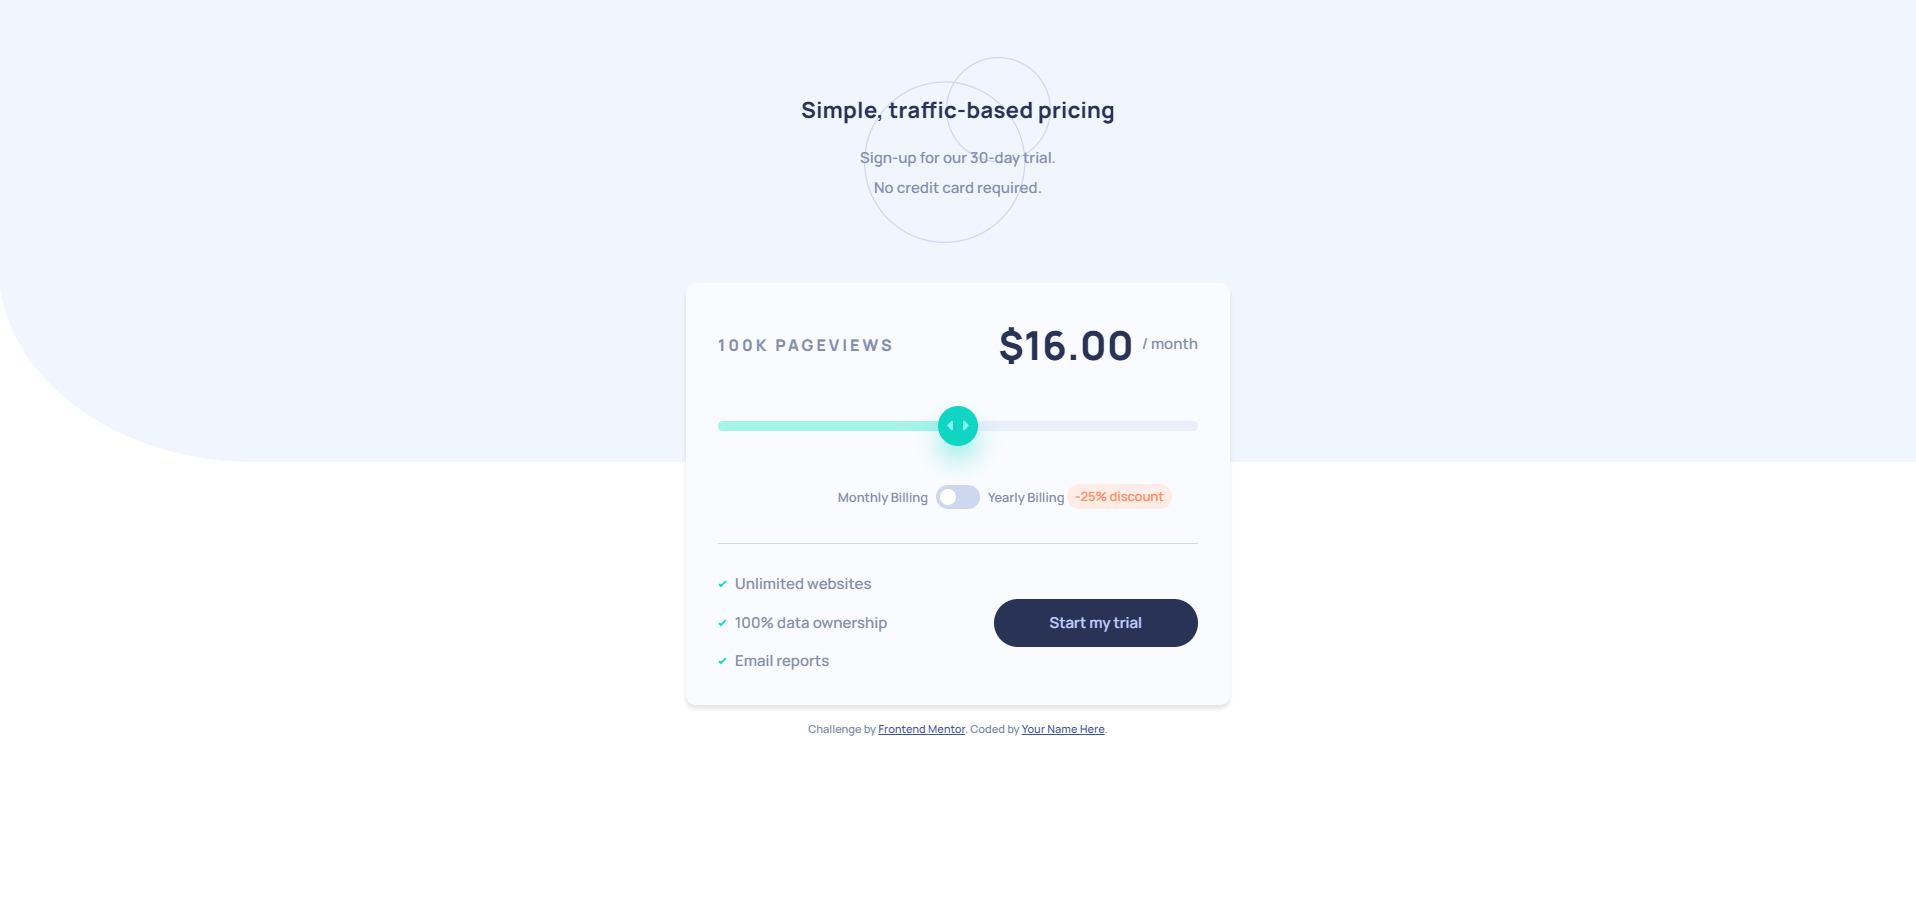 Simple, traffic-based pricing
Sign-up for our 30-day trial.
No credit card required.
100K PAGEVIEWS
$16.00 / month
Monthly Billing
Yearly Billing -25% discount
Unlimited websites
100% data ownership
Email reports
Start my trial
Challenge by Frontend Mentor. Coded by Your Name Here.